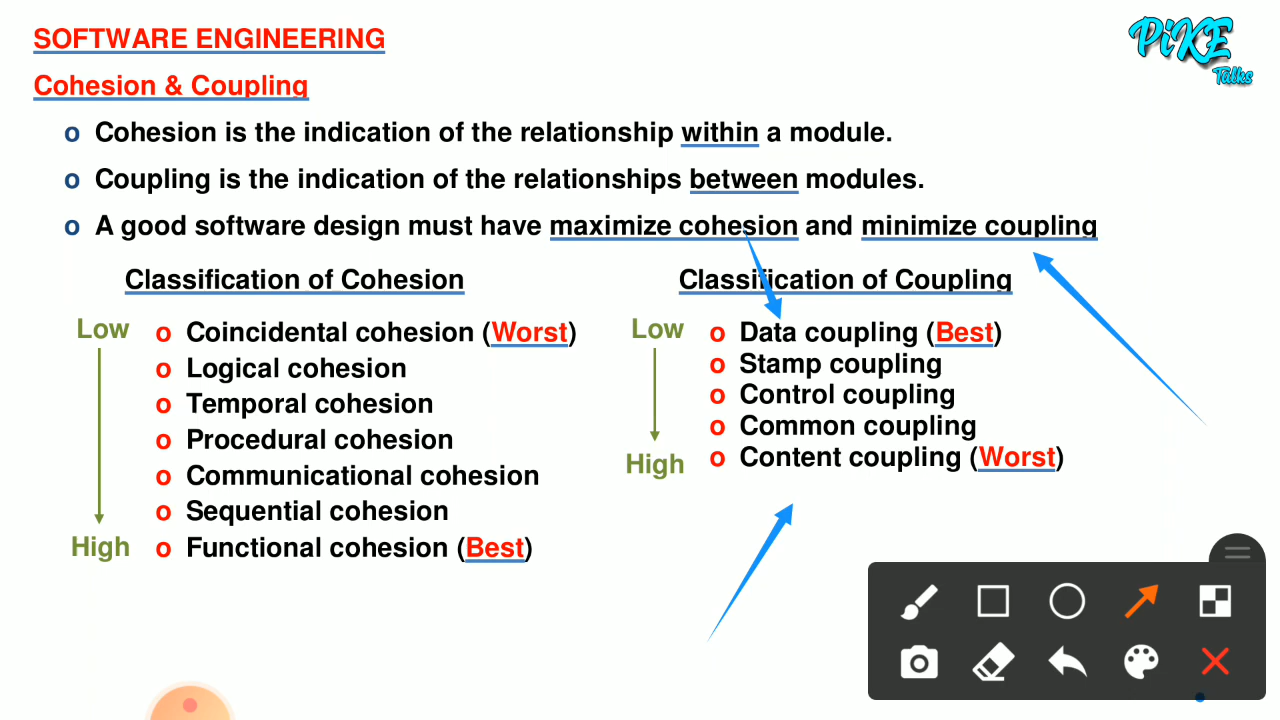 SOFTWARE ENGINEERING
PiKE
Talks
Cohesion & Coupling
o Cohesion is the indication of the relationship within a module.
o Coupling is the indication of the relationships between modules.
o A good software design must have maximize cohesion and minimize coupling
Classification of Cohesion
Low
o Coincidental cohesion (Worst)
o Logical cohesion
o Temporal cohesion
o Procedural cohesion
o Communicational cohesion
o Sequential cohesion
High
o Functional cohesion (Best)
Classification of Coupling
Low
o Data coupling (Best)
o Stamp coupling
o Control coupling
o Common coupling
High
o Content coupling (Worst)